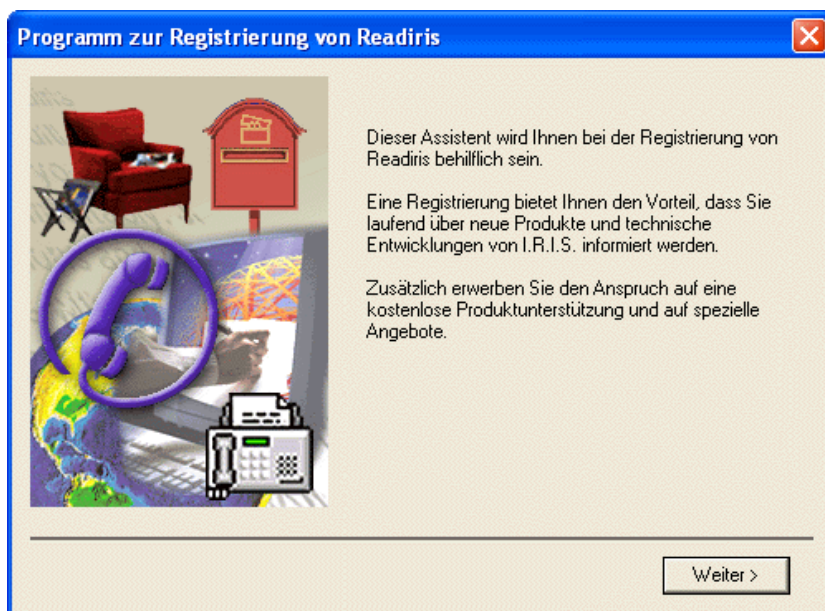 Programm zur Registrierung von Readiris
Dieser Assistent wird Ihnen bei der Registrierung von
Readiris behilflich sein.
Eine Registrierung bietet Ihnen den Vorteil, dass Sie
laufend über neue Produkte und technische
Entwicklungen von I.R.I.S. informiert werden.
Zusätzlich erwerben Sie den Anspruch auf eine
kostenlose Produktunterstützung und auf spezielle
Angebote.
Weiter >